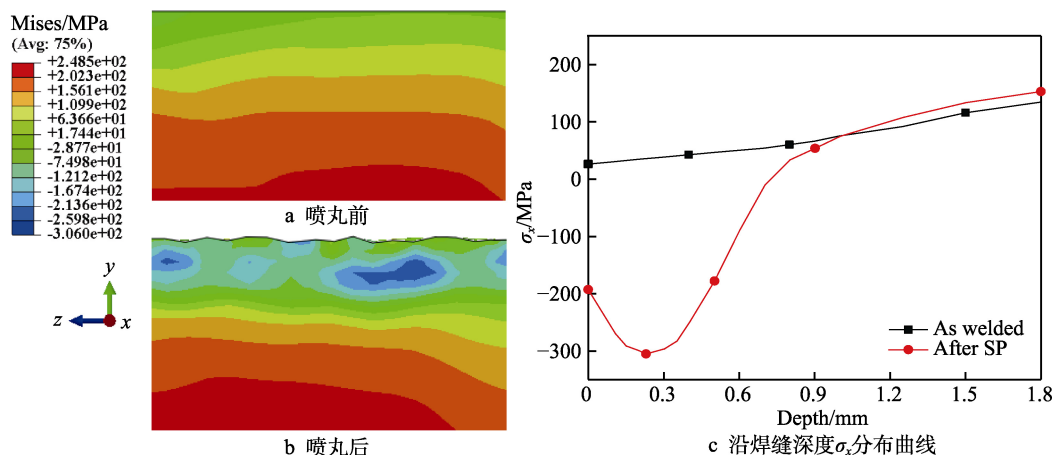 Mises/MPa
(Avg: 75%)
+2.485e+02
+2.023e+02
+1.561e+02
+1.099e+02
+6.366e+01
+1.744e+01
-2.877e+01
-7.498e+01
-1.674e+02
-2.136e+02
-2.598e+02
-3.060e+02
a 喷丸前
y
z
x
b 喷丸后
200
100
0
−100
−200
−300
σx/MPa
As welded
After SP
0 0.3 0.6 0.9 1.2 1.5 1.8
Depth/mm
c 沿焊缝深度σx分布曲线